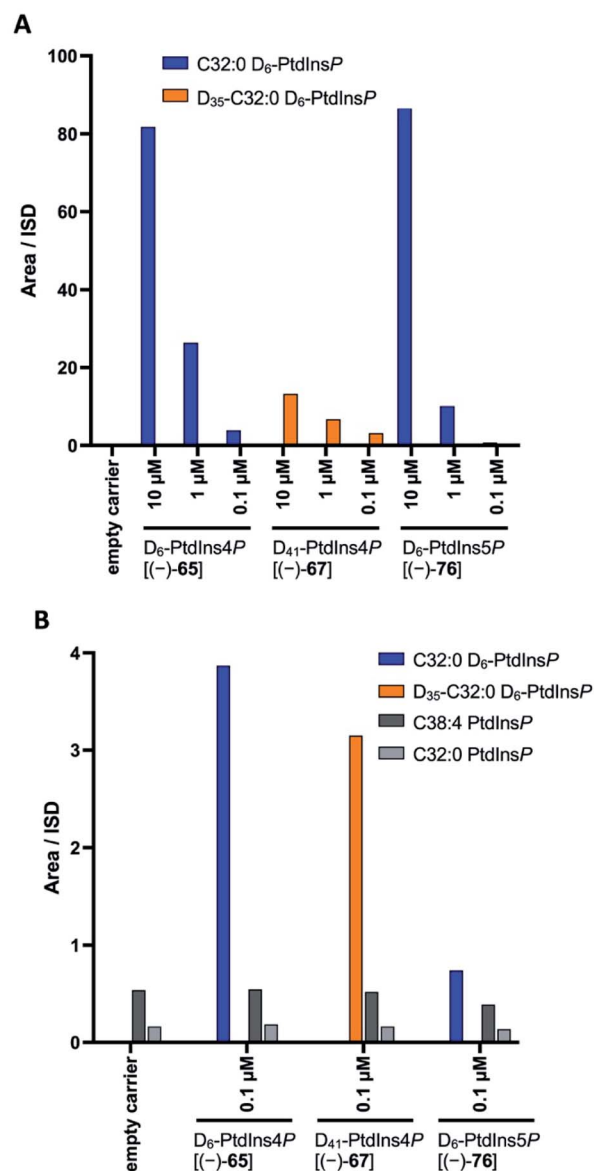 A
100
80
60
40
20
0
Area / ISD
C32:0 D₆-PtdInsP
D₃₅-C32:0 D₆-PtdInsP
empty carrier
10 µM
1 µM
0.1 µM
10 µM
1 µM
0.1 µM
10 µM
1 µM
0.1 µM
D₆-PtdIns4P
[(−)-65]
D₄₁-PtdIns4P
[(−)-67]
D₆-PtdIns5P
[(−)-76]
B
4
3
2
1
0
Area / ISD
C32:0 D₆-PtdInsP
D₃₅-C32:0 D₆-PtdInsP
C38:4 PtdInsP
C32:0 PtdInsP
empty carrier
0.1 µM
0.1 µM
0.1 µM
D₆-PtdIns4P
[(−)-65]
D₄₁-PtdIns4P
[(−)-67]
D₆-PtdIns5P
[(−)-76]